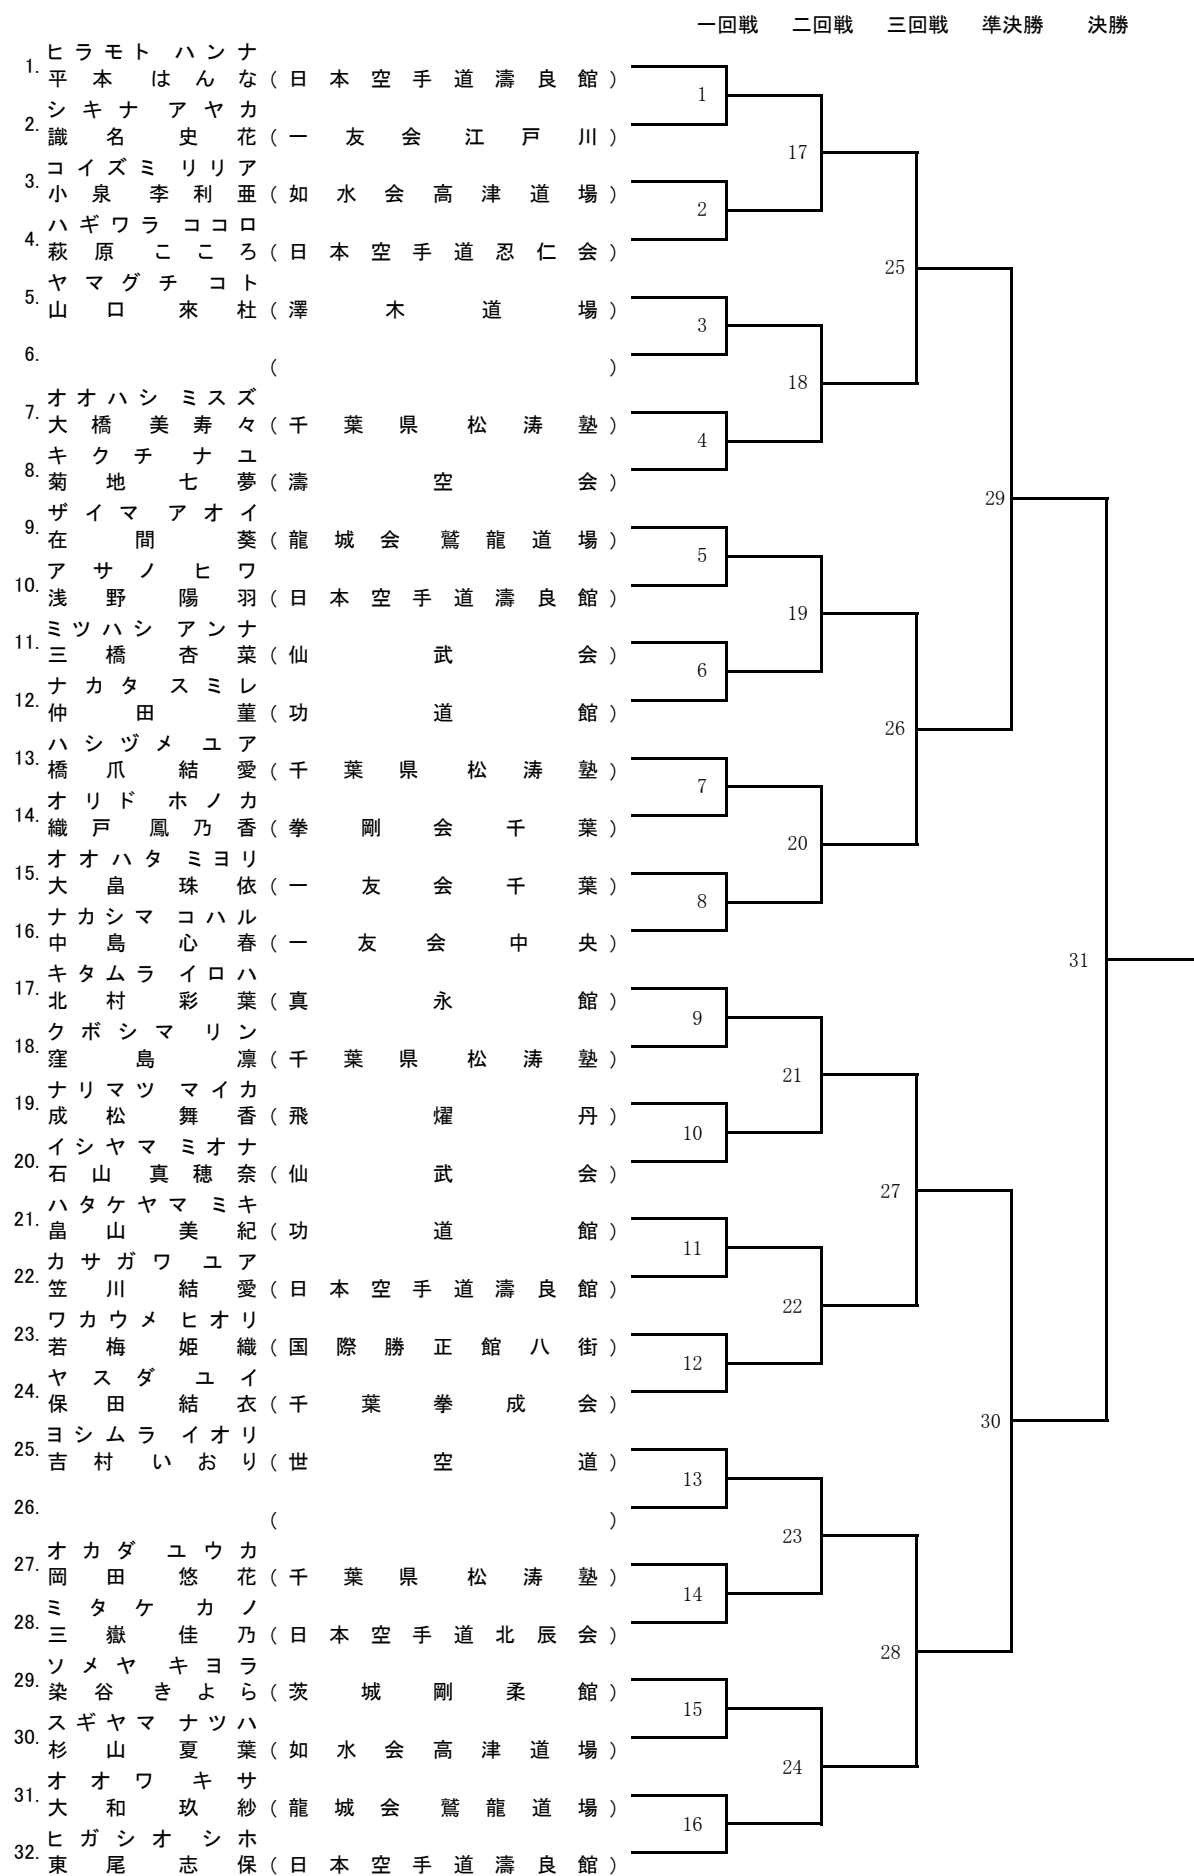 一回戦 二回戦 三回戦 準決勝 決勝
ヒラモト ハンナ
1. 平本 はんな (日本空手道濤良館)
シキナ アヤカ
2. 識名 史花 (一友会江戸川)
コイズミ リリア
3. 小泉 李利亜 (如水会高津道場)
ハギワラ ココロ
4. 萩原 こころ (日本空手道忍仁会)
ヤマグチ コト
5. 山口 來杜 (澤木道場)
6. ( )
オオハシ ミスズ
7. 大橋 美寿々 (千葉県 松涛塾)
キクチ ナユ
8. 菊地 七夢 (濤空会)
ザイマ アオイ
9. 在間 葵 (龍城会 鷲龍道場)
アサノ ヒワ
10. 浅野 陽羽 (日本空手道濤良館)
ミツハシ アンナ
11. 三橋 杏菜 (仙武会)
ナカタ スミレ
12. 仲田 菫 (功道館)
ハシヅメ ユア
13. 橋爪 結愛 (千葉県 松涛塾)
オリド ホノカ
14. 織戸 鳳乃香 (拳剛会千葉)
オオハタ ミヨリ
15. 大畠 珠依 (一友会千葉)
ナカシマ コハル
16. 中島 心春 (一友会中央)
キタムラ イロハ
17. 北村 彩葉 (真永館)
クボシマ リン
18. 窪島 凛 (千葉県 松涛塾)
ナリマツ マイカ
19. 成松 舞香 (飛燿丹)
イシヤマ ミオナ
20. 石山 真穂奈 (仙武会)
ハタケヤマ ミキ
21. 畠山 美紀 (功道館)
カサガワ ユア
22. 笠川 結愛 (日本空手道濤良館)
ワカウメ ヒオリ
23. 若梅 姫織 (国際勝正館八街)
ヤスダ ユイ
24. 保田 結衣 (千葉拳成会)
ヨシムラ イオリ
25. 吉村 いおり (世空道)
26. ( )
オカダ ユウカ
27. 岡田 悠花 (千葉県 松涛塾)
ミタケ カノ
28. 三嶽 佳乃 (日本空手道北辰会)
ソメヤ キヨラ
29. 染谷 きよら (茨城剛柔館)
スギヤマ ナツハ
30. 杉山 夏葉 (如水会高津道場)
オオワ キサ
31. 大和 玖紗 (龍城会 鷲龍道場)
ヒガシオ シホ
32. 東尾 志保 (日本空手道濤良館)
1
2
3
4
5
6
7
8
9
10
11
12
13
14
15
16
17
18
19
20
21
22
23
24
25
26
27
28
29
30
31